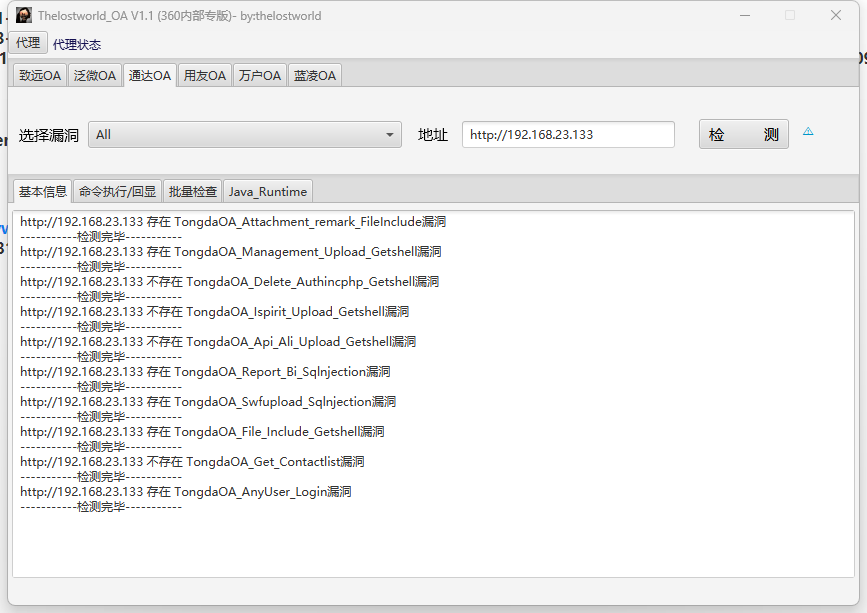 Thelostworld_OA V1.1 (360内部专版)- by:thelostworld
代理 代理状态
致远OA 泛微OA 通达OA 用友OA 万户OA 蓝凌OA
选择漏洞 All 地址 http://192.168.23.133 检 测
基本信息 命令执行/回显 批量检查 Java_Runtime
http://192.168.23.133 存在 TongdaOA_Attachment_remark_FileInclude漏洞
-----------检测完毕-----------
http://192.168.23.133 存在 TongdaOA_Management_Upload_Getshell漏洞
-----------检测完毕-----------
http://192.168.23.133 不存在 TongdaOA_Delete_Authincphp_Getshell漏洞
-----------检测完毕-----------
http://192.168.23.133 不存在 TongdaOA_Ispirit_Upload_Getshell漏洞
-----------检测完毕-----------
http://192.168.23.133 不存在 TongdaOA_Api_Ali_Upload_Getshell漏洞
-----------检测完毕-----------
http://192.168.23.133 存在 TongdaOA_Report_Bi_Sqlnjection漏洞
-----------检测完毕-----------
http://192.168.23.133 存在 TongdaOA_Swfupload_Sqlnjection漏洞
-----------检测完毕-----------
http://192.168.23.133 存在 TongdaOA_File_Include_Getshell漏洞
-----------检测完毕-----------
http://192.168.23.133 不存在 TongdaOA_Get_Contactlist漏洞
-----------检测完毕-----------
http://192.168.23.133 存在 TongdaOA_AnyUser_Login漏洞
-----------检测完毕-----------